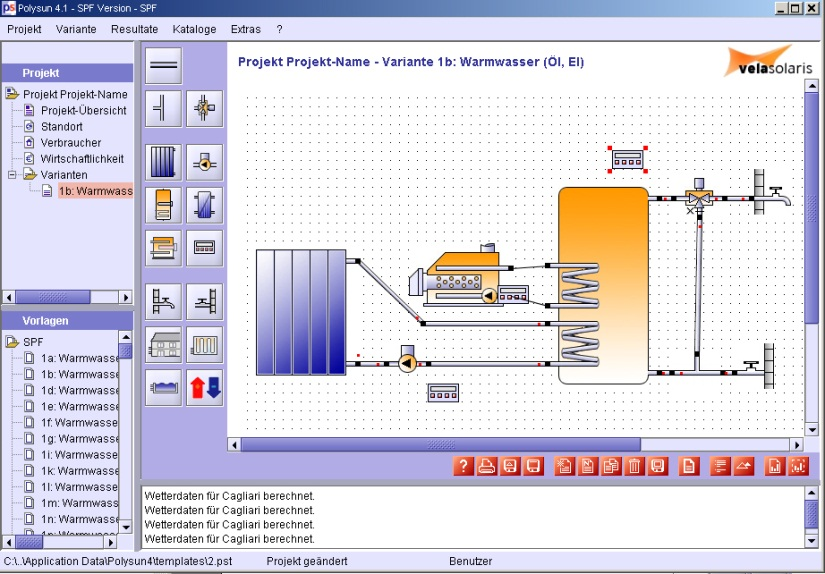 Polysun 4.1 - SPF Version - SPF
Projekt Variante Resultate Kataloge Extras ?
Projekt
Projekt Projekt-Name
Projekt-Übersicht
Standort
Verbraucher
Wirtschaftlichkeit
Varianten
1b: Warmwass
Vorlagen
SPF
1a: Warmwasse
1b: Warmwasse
1d: Warmwasse
1e: Warmwasse
1f: Warmwasse
1g: Warmwasse
1i: Warmwasse
1k: Warmwasse
1l: Warmwasse
1m: Warmwass
1n: Warmwasse
Projekt Projekt-Name - Variante 1b: Warmwasser (Öl, El)
velasolaris
Wetterdaten für Cagliari berechnet.
Wetterdaten für Cagliari berechnet.
Wetterdaten für Cagliari berechnet.
Wetterdaten für Cagliari berechnet.
C:\..\Application Data\Polysun4\templates\2.pst Projekt geändert Benutzer